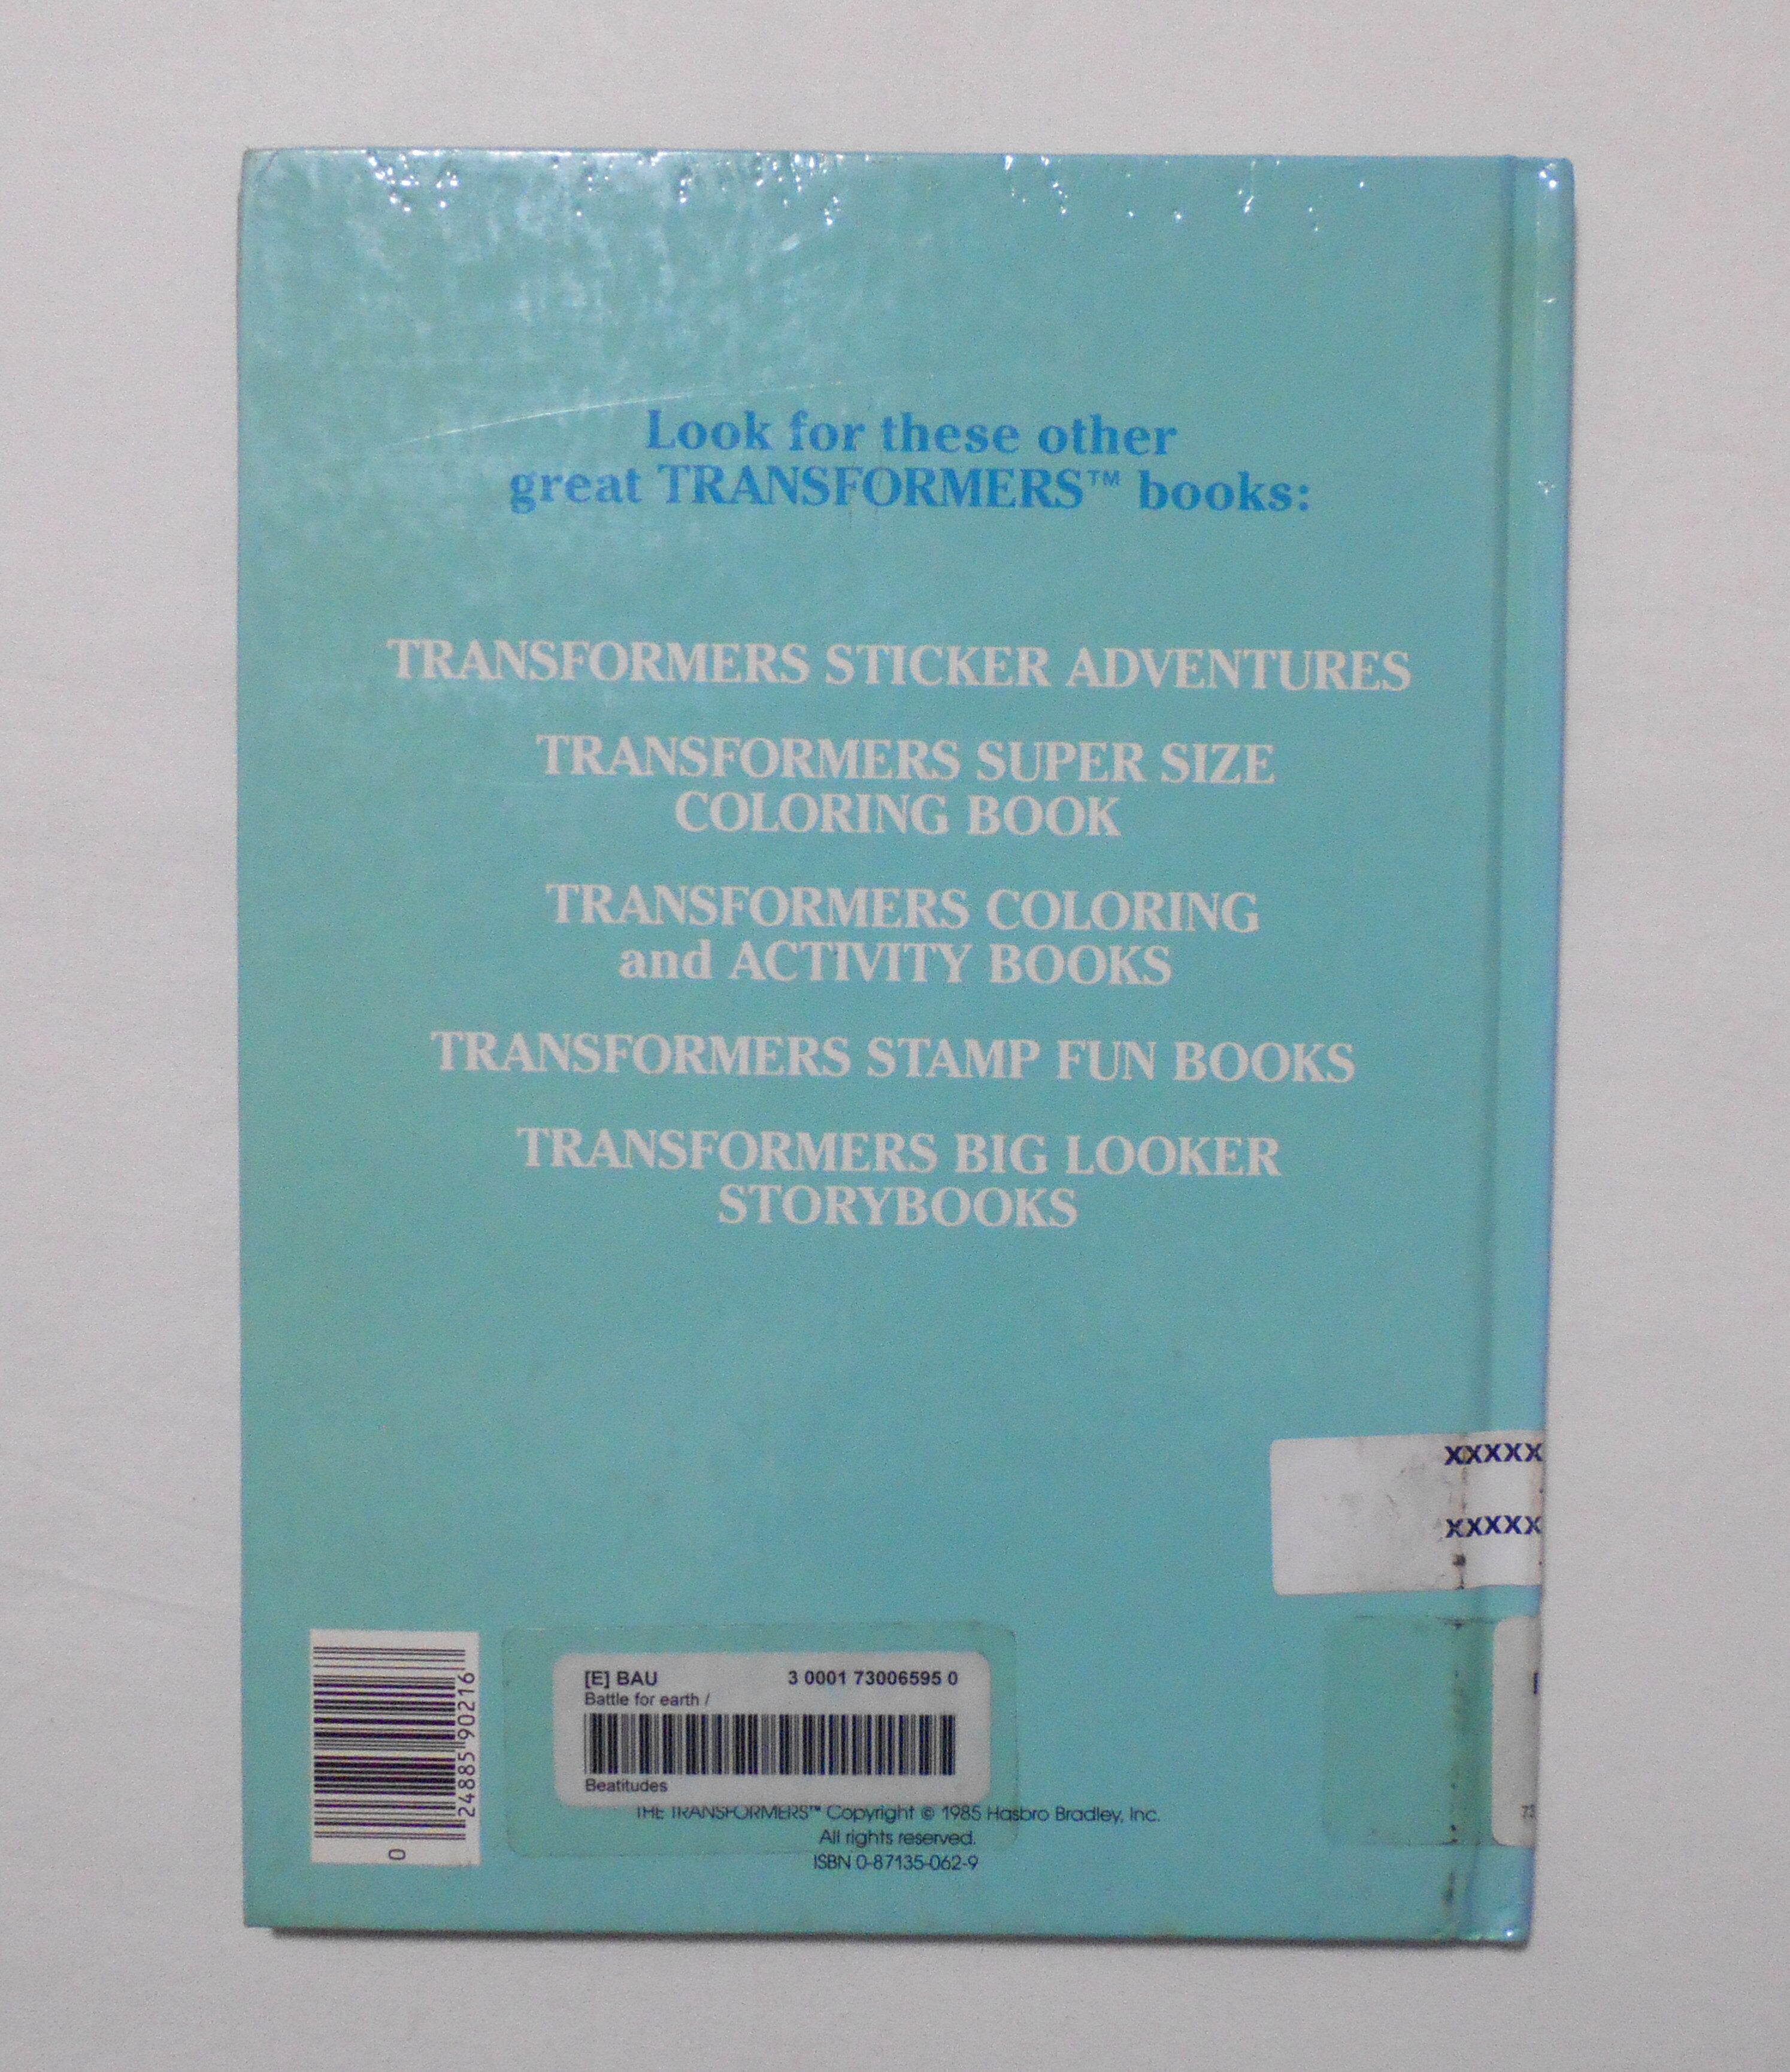 Look for these other
great TRANSFORMERS™ books:
TRANSFORMERS STICKER ADVENTURES
TRANSFORMERS SUPER SIZE
COLORING BOOK
TRANSFORMERS COLORING
and ACTIVITY BOOKS
TRANSFORMERS STAMP FUN BOOKS
TRANSFORMERS BIG LOOKER
STORYBOOKS
XXXXX
XXXXX
0 24885 90216
[E] BAU 3 0001 73006595 0
Battle for earth /
Beatitudes
THE TRANSFORMERS™ Copyright © 1985 Hasbro Bradley, Inc.
All rights reserved.
ISBN 0-87135-062-9
73